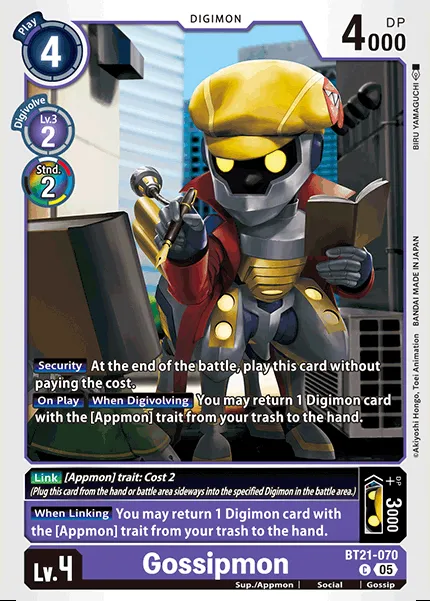 DIGIMON
Play
4
DP
4000
Digivolve
Lv.3
2
Stnd.
2
BIRU YAMAGUCHI
©Akiyoshi Hongo, Toei Animation BANDAI MADE IN JAPAN
Security At the end of the battle, play this card without
paying the cost.
On Play When Digivolving You may return 1 Digimon card
with the [Appmon] trait from your trash to the hand.
Link [Appmon] trait: Cost 2
(Plug this card from the hand or battle area sideways into the specified Digimon in the battle area.)
When Linking You may return 1 Digimon card with
the [Appmon] trait from your trash to the hand.
DP
+3000
Lv.4
Gossipmon
BT21-070
C 05
Sup./Appmon Social Gossip